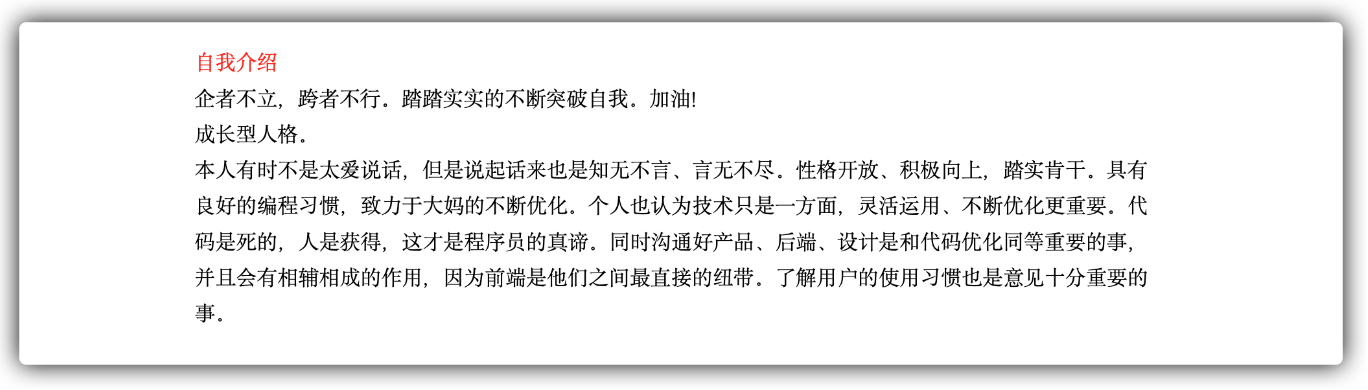 自我介绍
企者不立，跨者不行。踏踏实实的不断突破自我。加油!
成长型人格。
本人有时不是太爱说话，但是说起话来也是知无不言、言无不尽。性格开放、积极向上，踏实肯干。具有
良好的编程习惯，致力于大妈的不断优化。个人也认为技术只是一方面，灵活运用、不断优化更重要。代
码是死的，人是获得，这才是程序员的真谛。同时沟通好产品、后端、设计是和代码优化同等重要的事，
并且会有相辅相成的作用，因为前端是他们之间最直接的纽带。了解用户的使用习惯也是意见十分重要的
事。